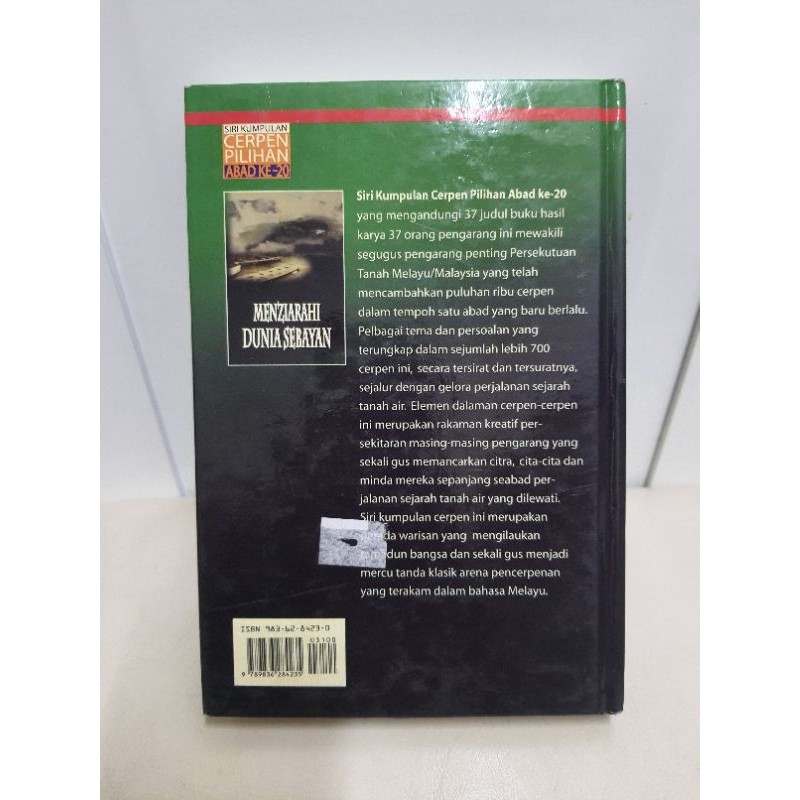 SIRI KUMPULAN
CERPEN
PILIHAN
ABAD KE-20
MENZIARAHI
DUNIA SEBAYAN
Siri Kumpulan Cerpen Pilihan Abad ke-20
yang mengandungi 37 judul buku hasil
karya 37 orang pengarang ini mewakili
segugus pengarang penting Persekutuan
Tanah Melayu/Malaysia yang telah
mencambahkan puluhan ribu cerpen
dalam tempoh satu abad yang baru berlalu.
Pelbagai tema dan persoalan yang
terungkap dalam sejumlah lebih 700
cerpen ini, secara tersirat dan tersuratnya,
sejalur dengan gelora perjalanan sejarah
tanah air. Elemen dalaman cerpen-cerpen
ini merupakan rakaman kreatif per-
sekitaran masing-masing pengarang yang
sekali gus memancarkan citra, cita-cita dan
minda mereka sepanjang seabad per-
jalanan sejarah tanah air yang dilewati.
Siri kumpulan cerpen ini merupakan
warisan yang mengilaukan
bangsa dan sekali gus menjadi
mercu tanda klasik arena pencerpenan
yang terakam dalam bahasa Melayu.
ISBN 983-62-8423-0
03100
9 789836 284235